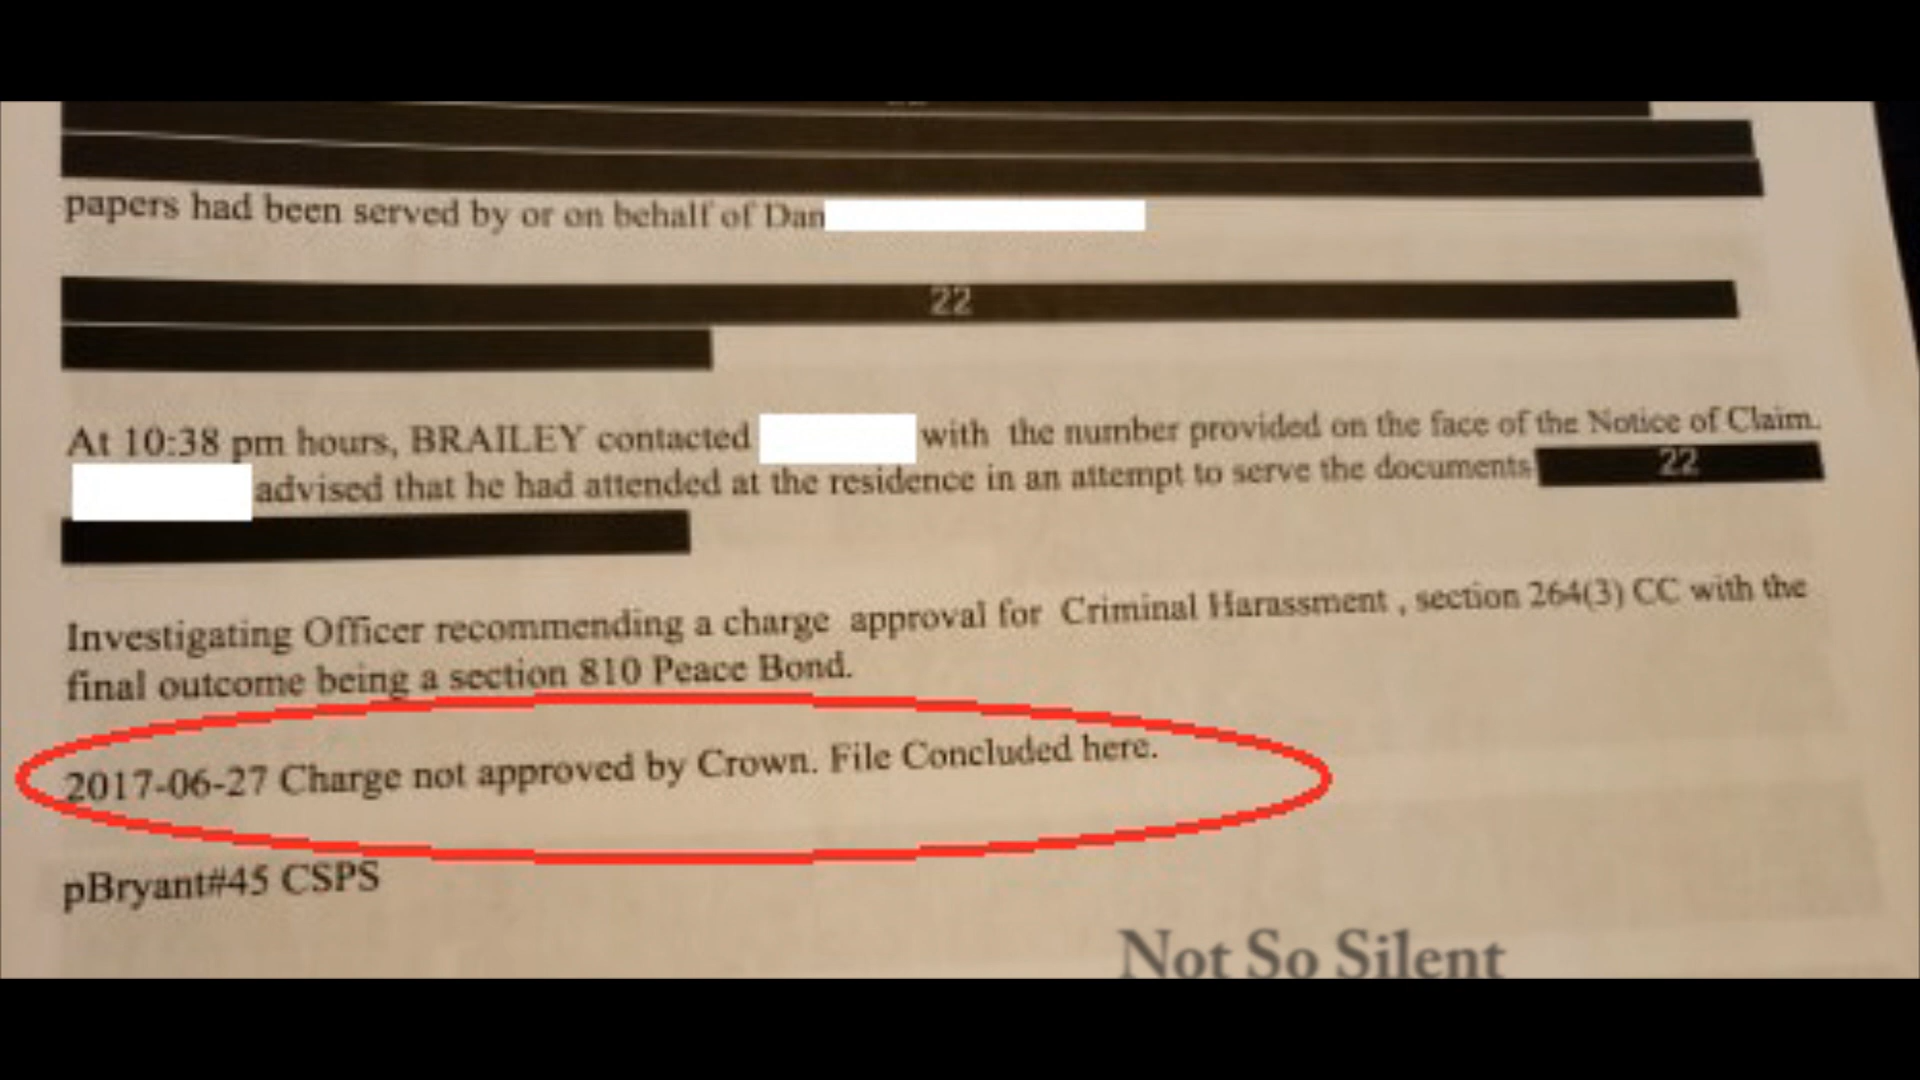 papers had been served by or on behalf of Dan
22
At 10:38 pm hours, BRAILEY contacted with the number provided on the face of the Notice of Claim.
advised that he had attended at the residence in an attempt to serve the documents 22
Investigating Officer recommending a charge approval for Criminal Harassment , section 264(3) CC with the
final outcome being a section 810 Peace Bond.
2017-06-27 Charge not approved by Crown. File Concluded here.
pBryant#45 CSPS
Not So Silent